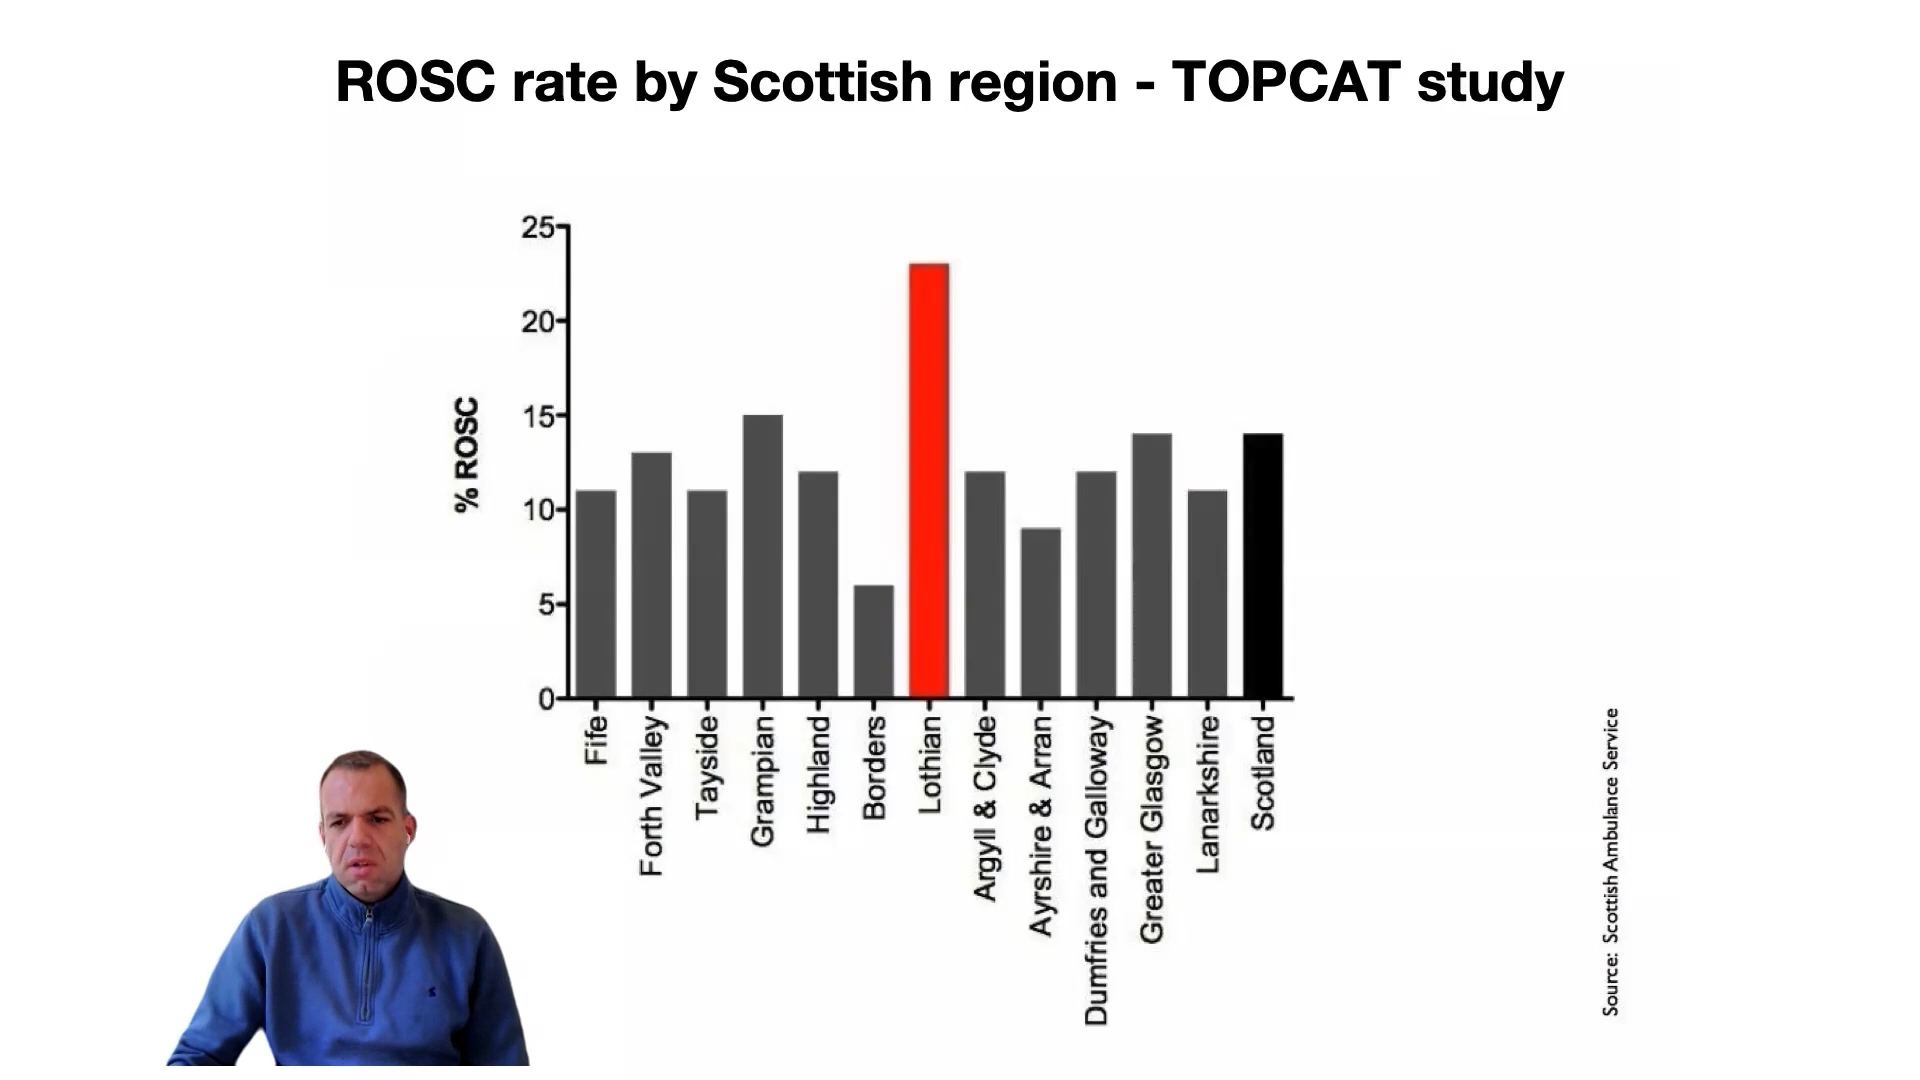 ROSC rate by Scottish region - TOPCAT study
25
20
15
10
5
0
% ROSC
Fife
Forth Valley
Tayside
Grampian
Highland
Borders
Lothian
Argyll & Clyde
Ayrshire & Arran
Dumfries and Galloway
Greater Glasgow
Lanarkshire
Scotland
Source: Scottish Ambulance Service